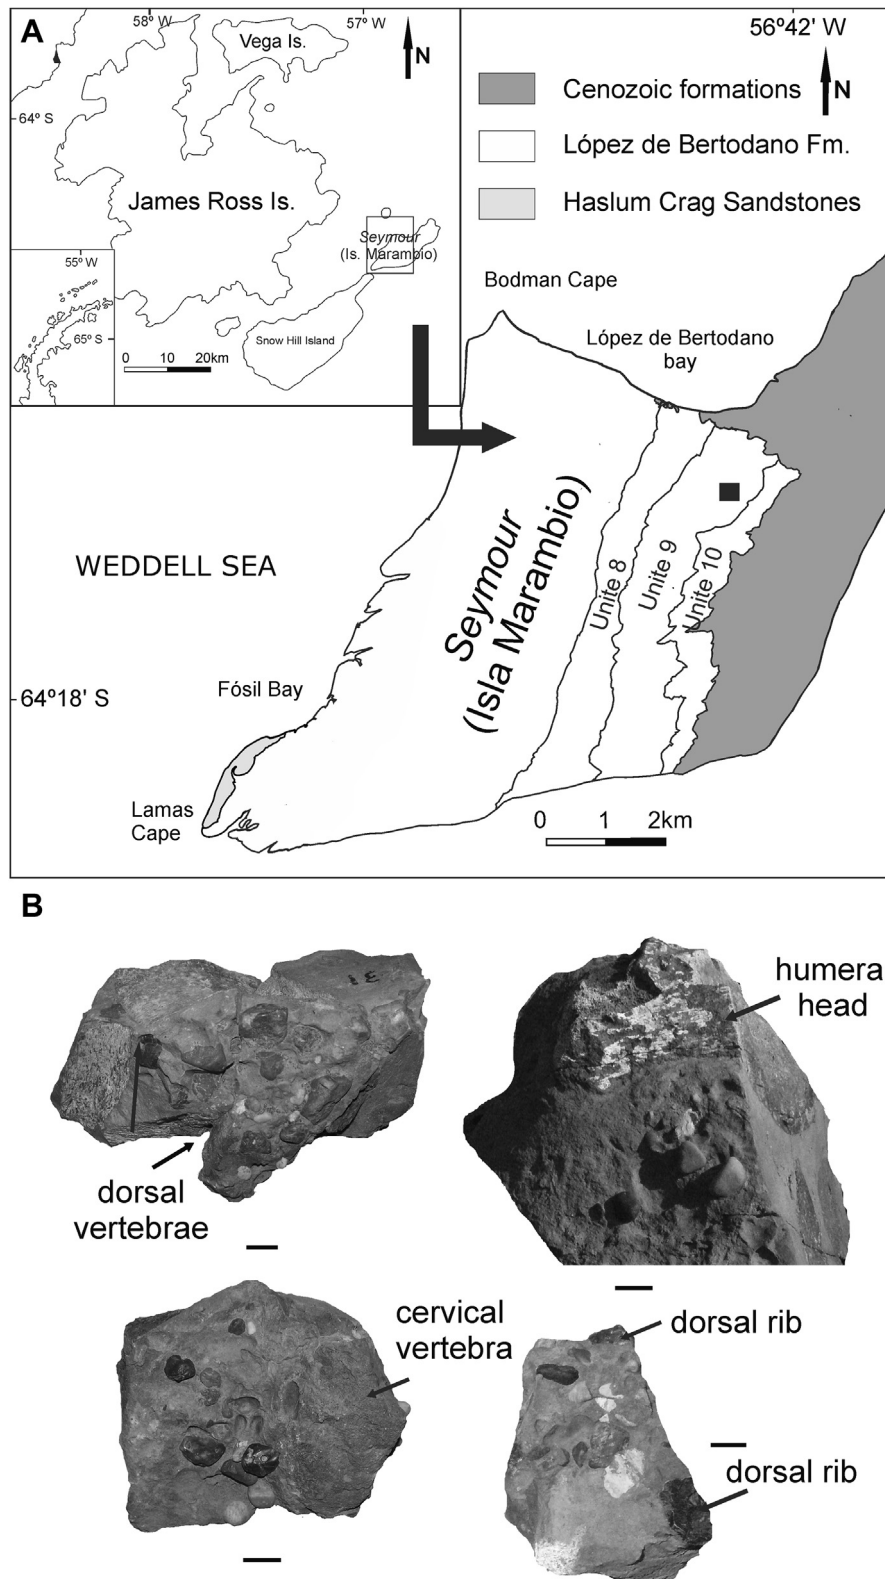 A
58º W
57º W
Vega Is.
N
64º S
James Ross Is.
Seymour
(Is. Marambio)
55º W
65º S
Snow Hill Island
0 10 20km
56º42' W
N
Cenozoic formations
López de Bertodano Fm.
Haslum Crag Sandstones
Bodman Cape
López de Bertodano
bay
WEDDELL SEA
Seymour
(Isla Marambio)
Unite 8
Unite 9
Unite 10
64º18' S
Fósil Bay
Lamas
Cape
0 1 2km
B
humera
head
dorsal
vertebrae
cervical
vertebra
dorsal rib
dorsal rib